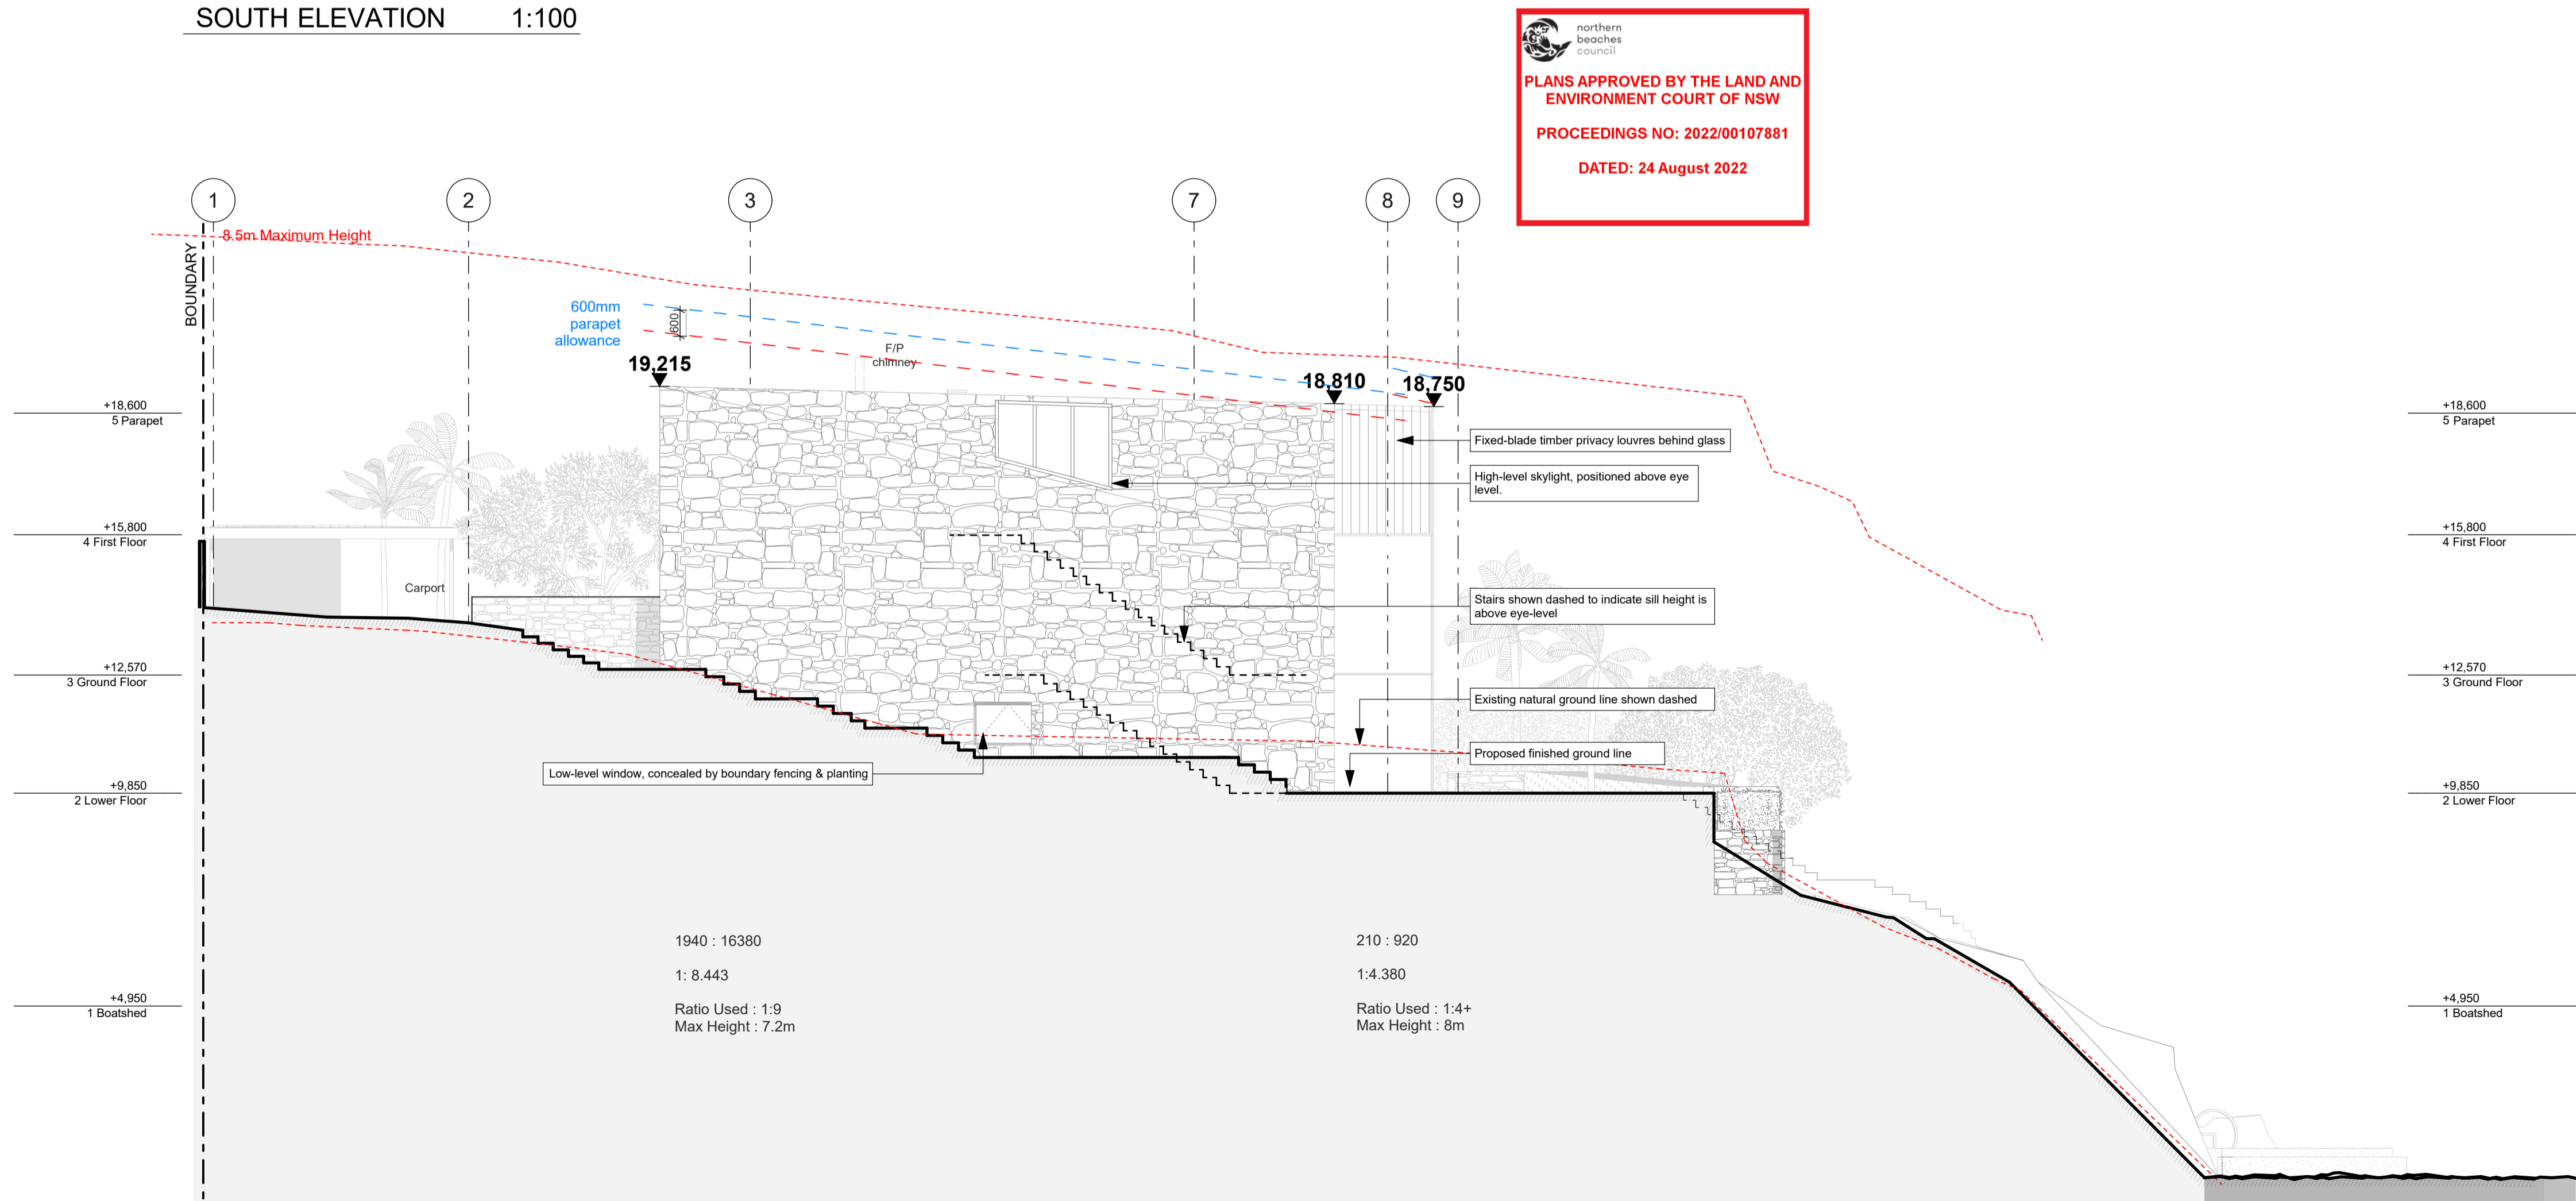 SOUTH ELEVATION 1:100
northern
beaches
council
PLANS APPROVED BY THE LAND AND
ENVIRONMENT COURT OF NSW
PROCEEDINGS NO: 2022/00107881
DATED: 24 August 2022
1
2
3
7
8
9
BOUNDARY
8.5m Maximum Height
600mm
parapet
allowance
600
F/P
chimney
19,215
18,810
18,750
+18,600
5 Parapet
+18,600
5 Parapet
Fixed-blade timber privacy louvres behind glass
High-level skylight, positioned above eye
level.
+15,800
4 First Floor
+15,800
4 First Floor
Carport
Stairs shown dashed to indicate sill height is
above eye-level
+12,570
3 Ground Floor
+12,570
3 Ground Floor
Existing natural ground line shown dashed
Proposed finished ground line
Low-level window, concealed by boundary fencing & planting
+9,850
2 Lower Floor
+9,850
2 Lower Floor
1940 : 16380
1: 8.443
Ratio Used : 1:9
Max Height : 7.2m
210 : 920
1:4.380
Ratio Used : 1:4+
Max Height : 8m
+4,950
1 Boatshed
+4,950
1 Boatshed